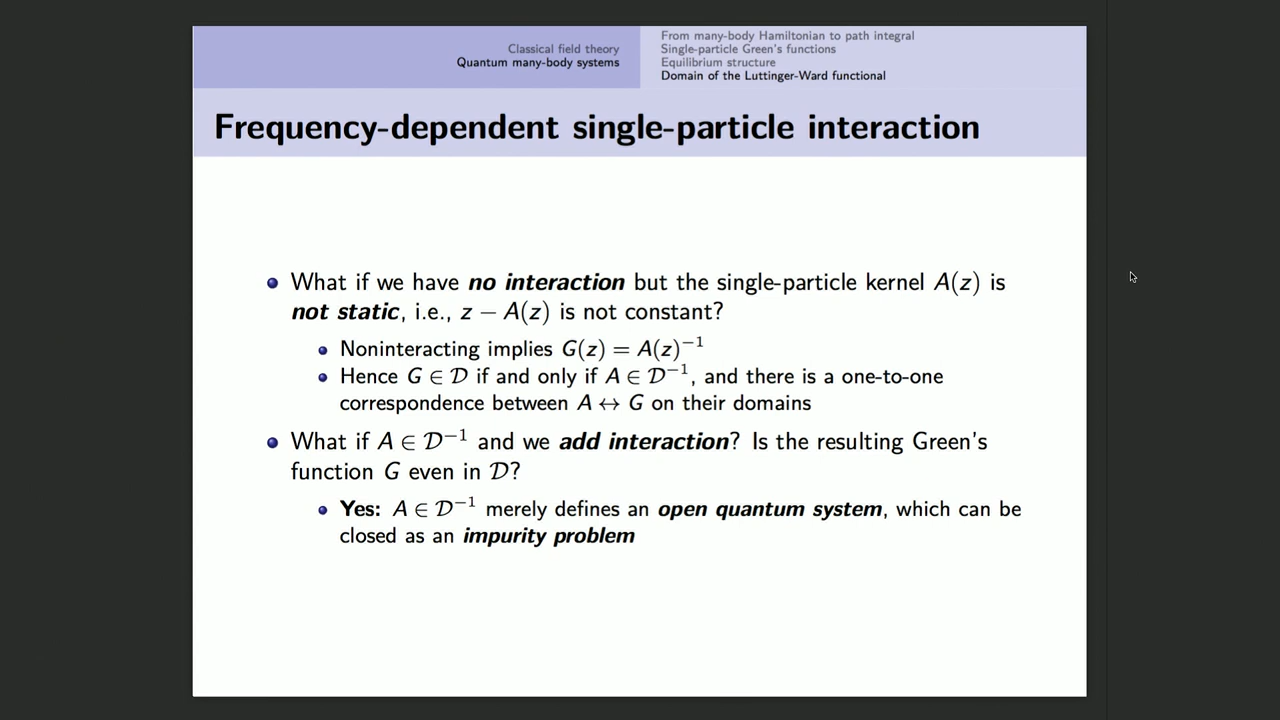 Classical field theory
Quantum many-body systems
From many-body Hamiltonian to path integral
Single-particle Green's functions
Equilibrium structure
Domain of the Luttinger-Ward functional
Frequency-dependent single-particle interaction
What if we have no interaction but the single-particle kernel A(z) is
not static, i.e., z − A(z) is not constant?
Noninteracting implies G(z) = A(z)⁻¹
Hence G ∈ 𝒟 if and only if A ∈ 𝒟⁻¹, and there is a one-to-one
correspondence between A ↔ G on their domains
What if A ∈ 𝒟⁻¹ and we add interaction? Is the resulting Green's
function G even in 𝒟?
Yes: A ∈ 𝒟⁻¹ merely defines an open quantum system, which can be
closed as an impurity problem